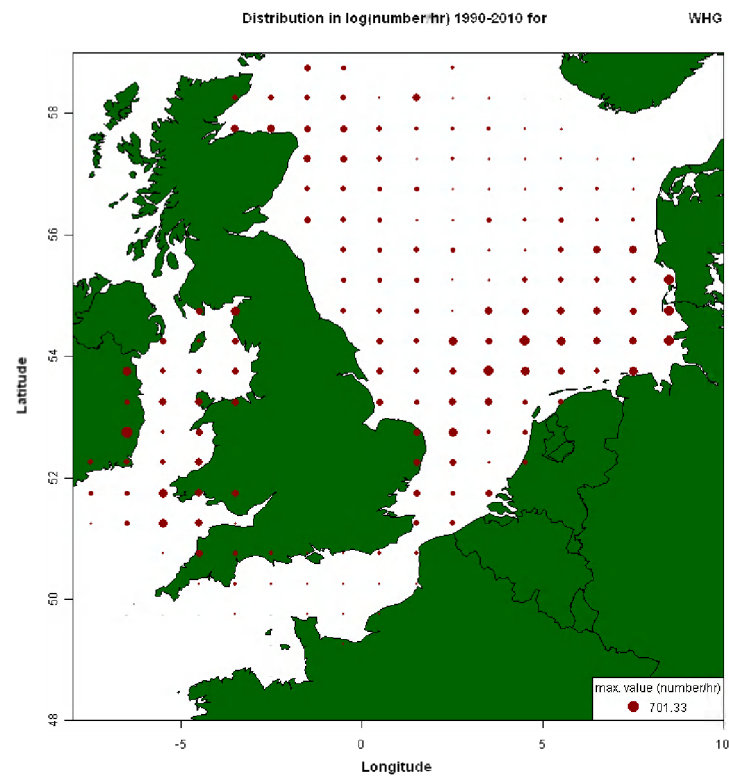 Distribution in log(number/hr) 1990-2010 for WHG
58
56
54
52
50
48
Latitude
-5 0 5 10
Longitude
max. value (number/hr)
701.33